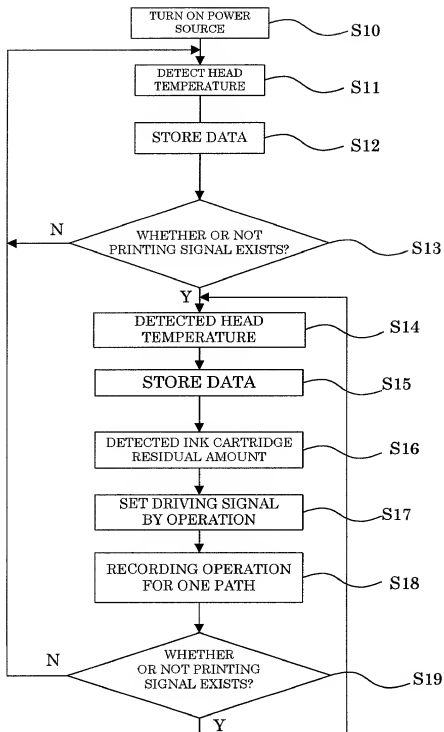 TURN ON POWER
SOURCE
S10
DETECT HEAD
TEMPERATURE
S11
STORE DATA
S12
N
WHETHER OR NOT
PRINTING SIGNAL EXISTS?
S13
Y
DETECTED HEAD
TEMPERATURE
S14
STORE DATA
S15
DETECTED INK CARTRIDGE
RESIDUAL AMOUNT
S16
SET DRIVING SIGNAL
BY OPERATION
S17
RECORDING OPERATION
FOR ONE PATH
S18
N
WHETHER
OR NOT PRINTING
SIGNAL EXISTS?
S19
Y